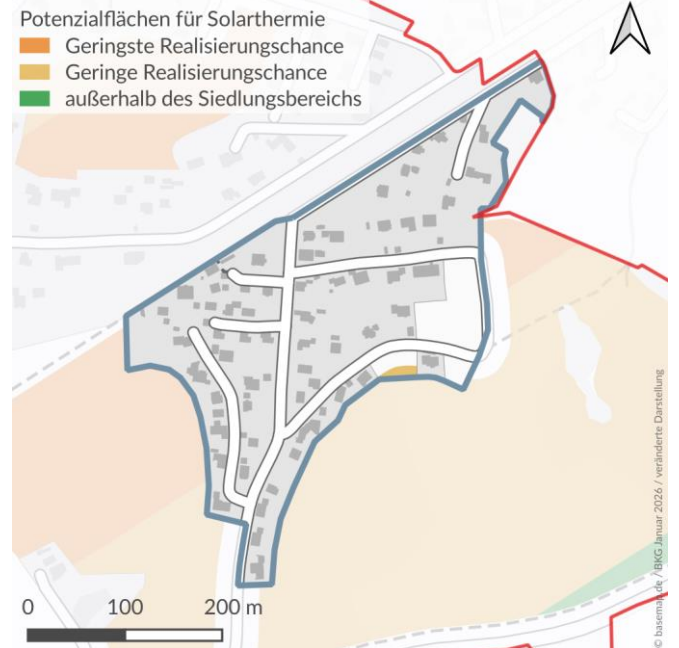 Potenzialflächen für Solarthermie
Geringste Realisierungschance
Geringe Realisierungschance
außerhalb des Siedlungsbereichs
0 100 200 m
© basemap.de / BKG Januar 2026 / veränderte Darstellung